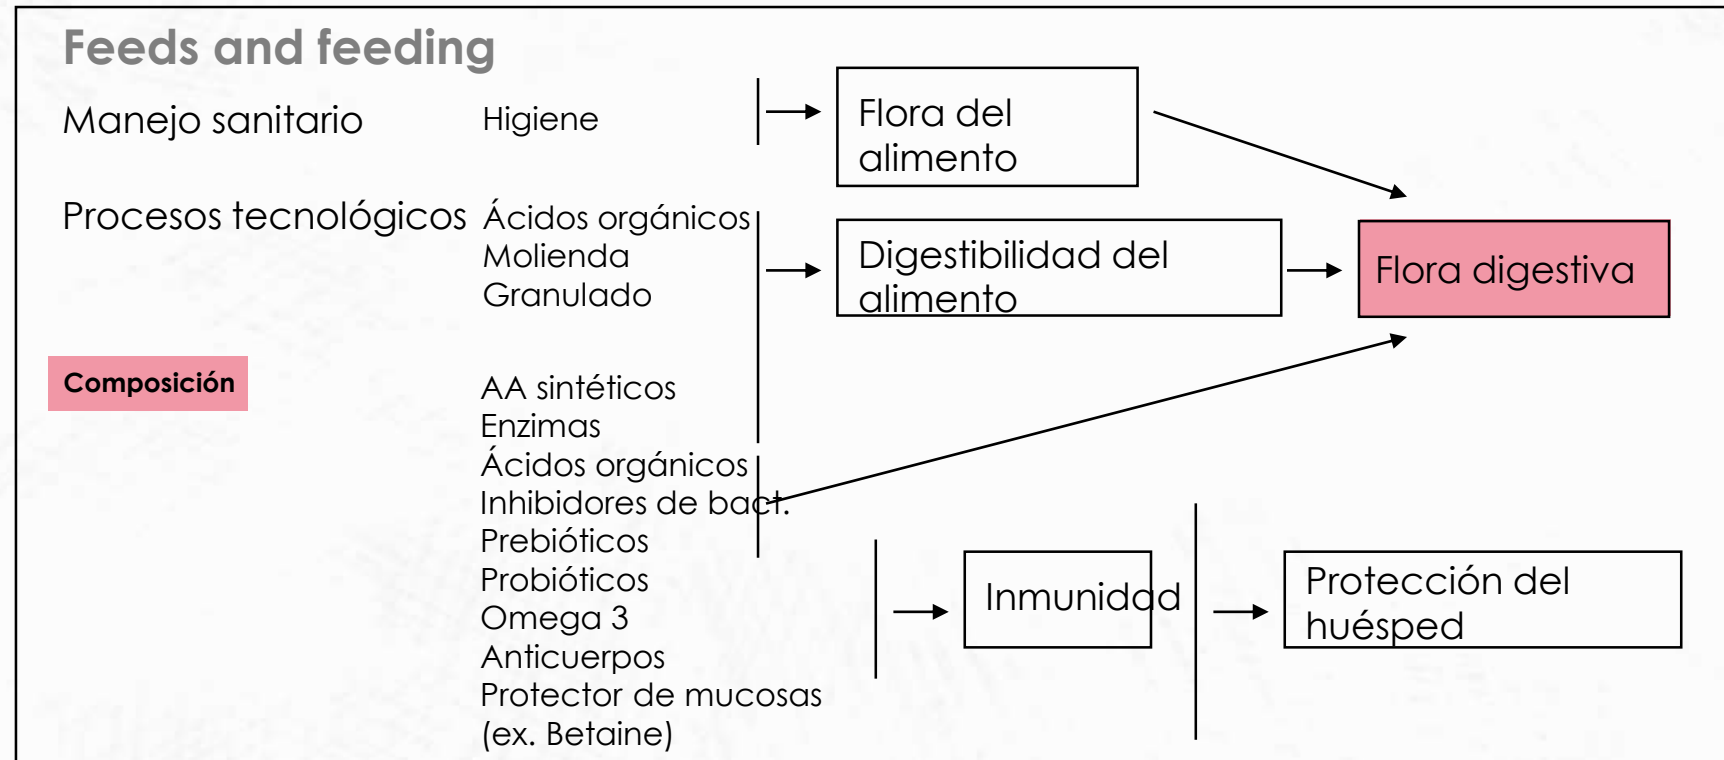 Feeds and feeding
Manejo sanitario
Higiene
Flora del
alimento
Procesos tecnológicos
Ácidos orgánicos
Molienda
Granulado
Digestibilidad del
alimento
Flora digestiva
Composición
AA sintéticos
Enzimas
Ácidos orgánicos
Inhibidores de bact.
Prebióticos
Probióticos
Omega 3
Anticuerpos
Protector de mucosas
(ex. Betaine)
Inmunidad
Protección del
huésped